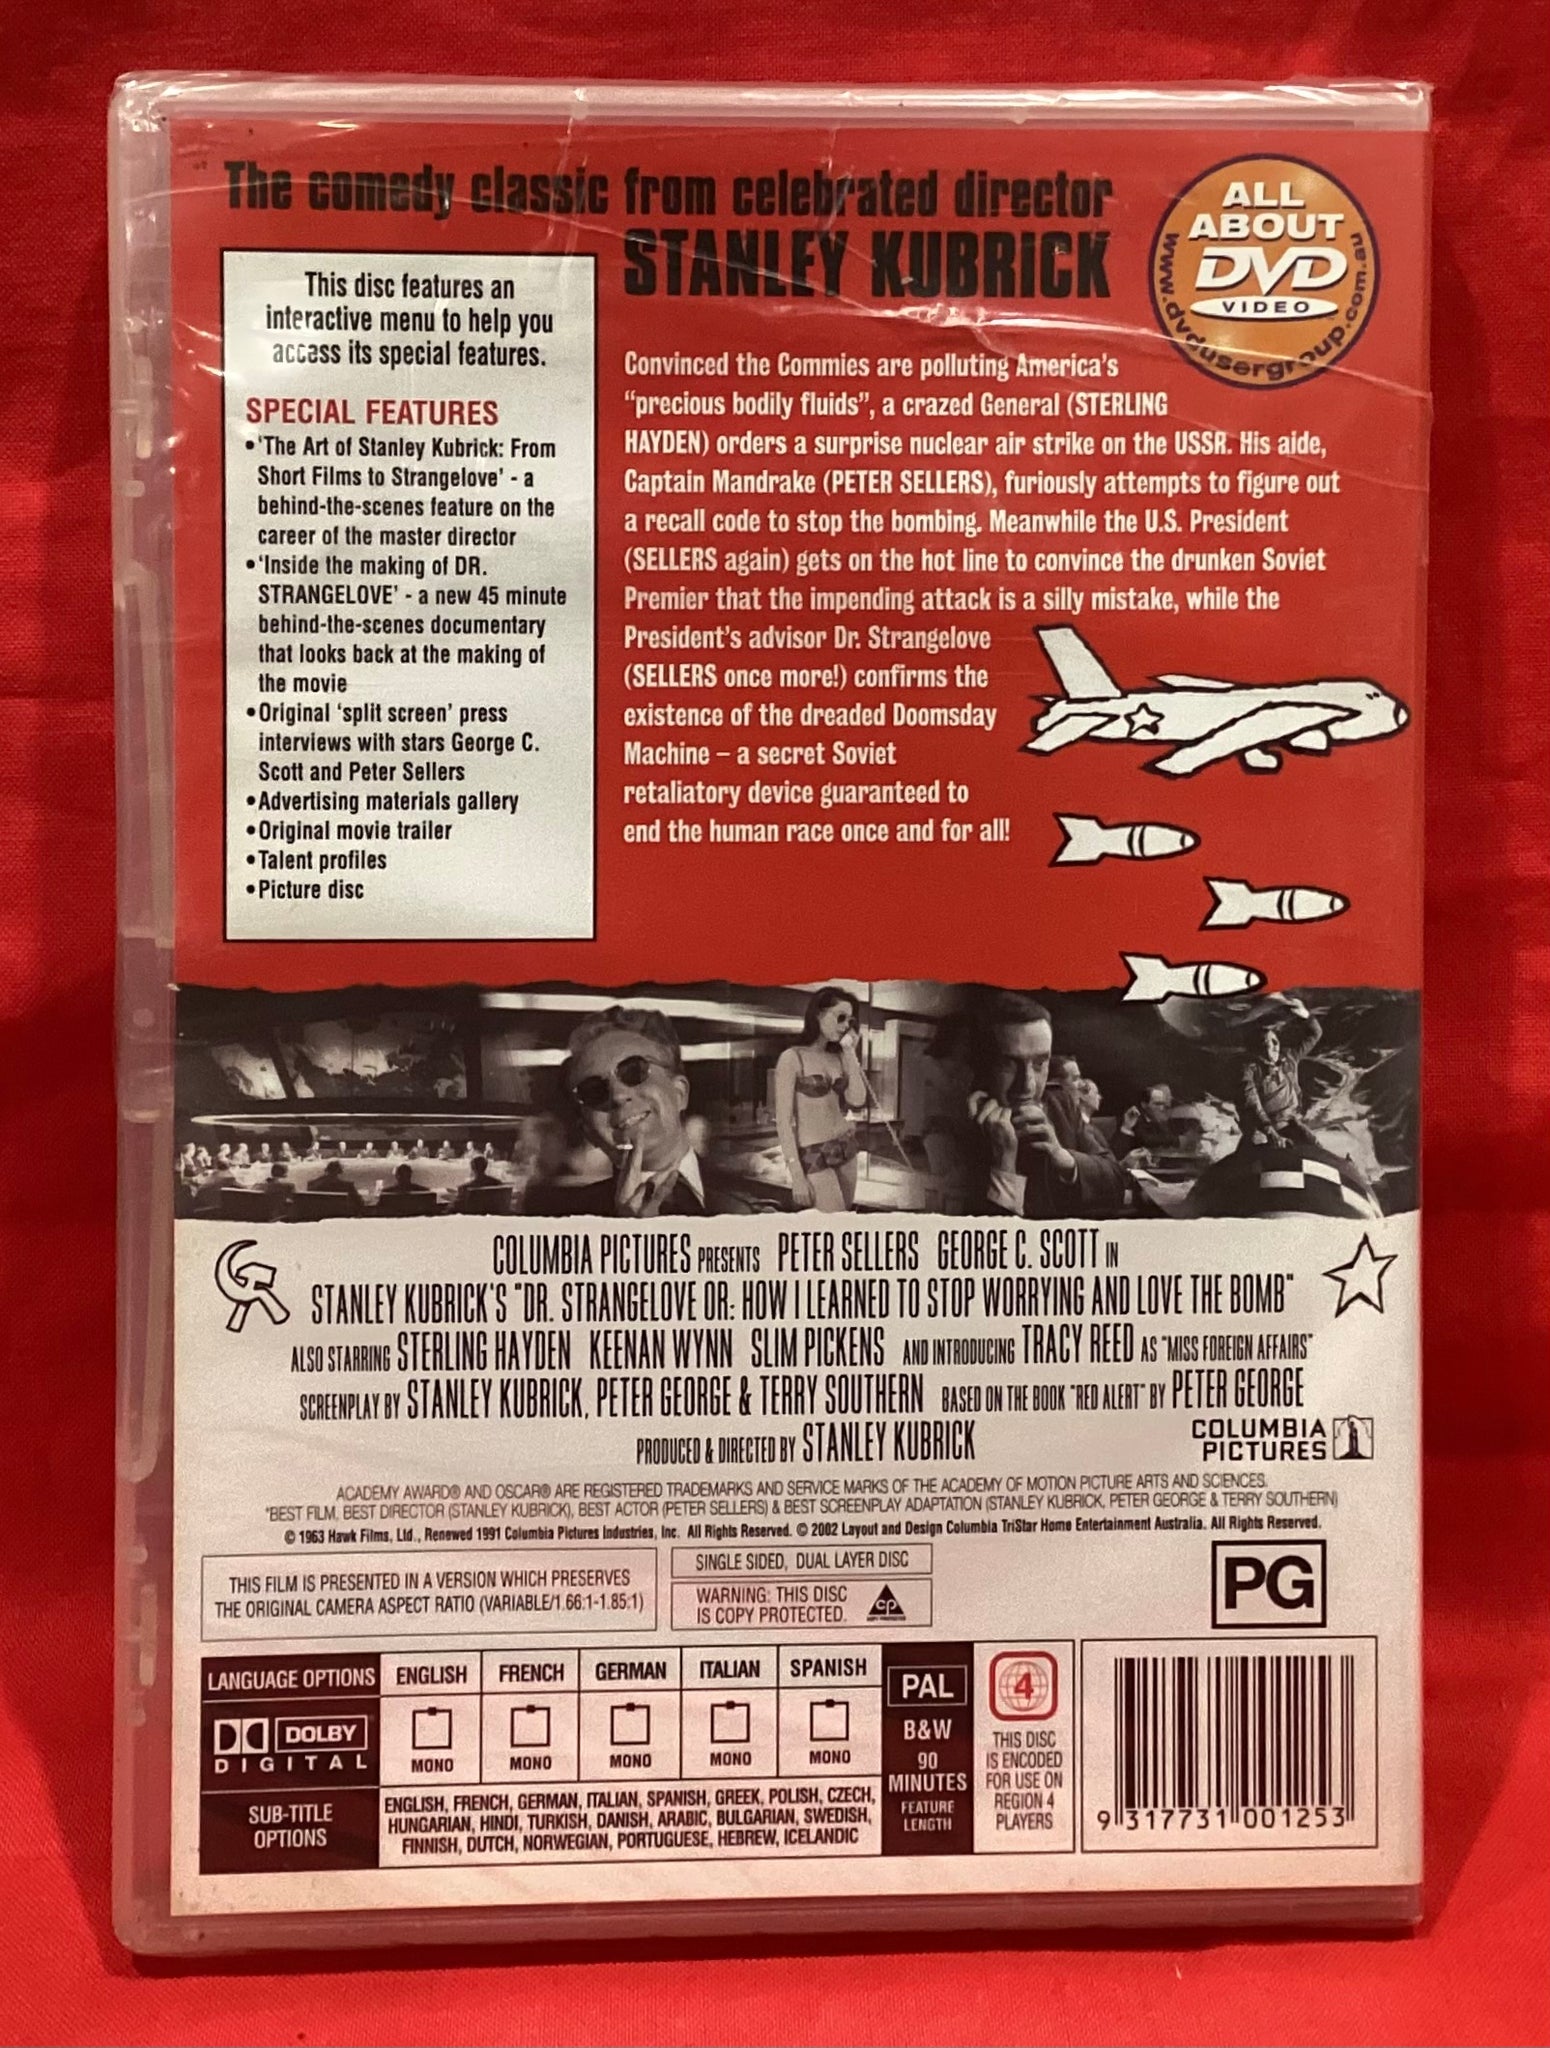 The comedy classic from celebrated director
STANLEY KUBRICK
ALL
ABOUT
DVD
VIDEO
www.dvdusergroup.com.au
This disc features an
interactive menu to help you
access its special features.
SPECIAL FEATURES
•'The Art of Stanley Kubrick: From
Short Films to Strangelove' - a
behind-the-scenes feature on the
career of the master director
•'Inside the making of DR.
STRANGELOVE' - a new 45 minute
behind-the-scenes documentary
that looks back at the making of
the movie
•Original 'split screen' press
interviews with stars George C.
Scott and Peter Sellers
•Advertising materials gallery
•Original movie trailer
•Talent profiles
•Picture disc
Convinced the Commies are polluting America's
"precious bodily fluids", a crazed General (STERLING
HAYDEN) orders a surprise nuclear air strike on the USSR. His aide,
Captain Mandrake (PETER SELLERS), furiously attempts to figure out
a recall code to stop the bombing. Meanwhile the U.S. President
(SELLERS again) gets on the hot line to convince the drunken Soviet
Premier that the impending attack is a silly mistake, while the
President's advisor Dr. Strangelove
(SELLERS once more!) confirms the
existence of the dreaded Doomsday
Machine – a secret Soviet
retaliatory device guaranteed to
end the human race once and for all!
COLUMBIA PICTURES PRESENTS PETER SELLERS GEORGE C. SCOTT IN
STANLEY KUBRICK'S "DR. STRANGELOVE OR: HOW I LEARNED TO STOP WORRYING AND LOVE THE BOMB"
ALSO STARRING STERLING HAYDEN KEENAN WYNN SLIM PICKENS AND INTRODUCING TRACY REED AS "MISS FOREIGN AFFAIRS"
SCREENPLAY BY STANLEY KUBRICK, PETER GEORGE & TERRY SOUTHERN BASED ON THE BOOK "RED ALERT" BY PETER GEORGE
PRODUCED & DIRECTED BY STANLEY KUBRICK
COLUMBIA
PICTURES
ACADEMY AWARD® AND OSCAR® ARE REGISTERED TRADEMARKS AND SERVICE MARKS OF THE ACADEMY OF MOTION PICTURE ARTS AND SCIENCES.
*BEST FILM, BEST DIRECTOR (STANLEY KUBRICK), BEST ACTOR (PETER SELLERS) & BEST SCREENPLAY ADAPTATION (STANLEY KUBRICK, PETER GEORGE & TERRY SOUTHERN)
© 1963 Hawk Films, Ltd., Renewed 1991 Columbia Pictures Industries, Inc. All Rights Reserved. © 2002 Layout and Design Columbia TriStar Home Entertainment Australia. All Rights Reserved.
THIS FILM IS PRESENTED IN A VERSION WHICH PRESERVES
THE ORIGINAL CAMERA ASPECT RATIO (VARIABLE/1.66:1-1.85:1)
SINGLE SIDED, DUAL LAYER DISC
WARNING: THIS DISC
IS COPY PROTECTED.
cp
COPY PROTECTED
PG
LANGUAGE OPTIONS
ENGLISH FRENCH GERMAN ITALIAN SPANISH
DOLBY
DIGITAL
MONO MONO MONO MONO MONO
SUB-TITLE
OPTIONS
ENGLISH, FRENCH, GERMAN, ITALIAN, SPANISH, GREEK, POLISH, CZECH,
HUNGARIAN, HINDI, TURKISH, DANISH, ARABIC, BULGARIAN, SWEDISH,
FINNISH, DUTCH, NORWEGIAN, PORTUGUESE, HEBREW, ICELANDIC
PAL
B&W
90
MINUTES
FEATURE
LENGTH
4
THIS DISC
IS ENCODED
FOR USE ON
REGION 4
PLAYERS
9 317731 001253